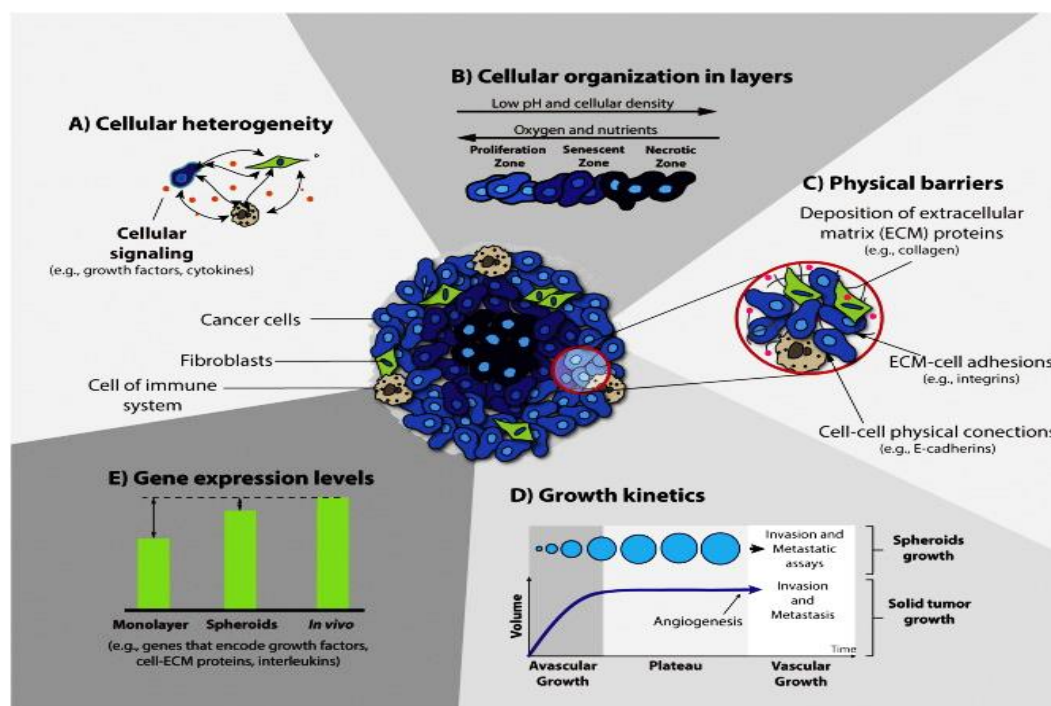 A) Cellular heterogeneity
Cellular
signaling
(e.g., growth factors, cytokines)
B) Cellular organization in layers
Low pH and cellular density
Oxygen and nutrients
Proliferation
Zone
Senescent
Zone
Necrotic
Zone
C) Physical barriers
Deposition of extracellular
matrix (ECM) proteins
(e.g., collagen)
ECM-cell adhesions
(e.g., integrins)
Cell-cell physical conections
(e.g., E-cadherins)
Cancer cells
Fibroblasts
Cell of immune
system
E) Gene expression levels
Monolayer
Spheroids
In vivo
(e.g., genes that encode growth factors,
cell-ECM proteins, interleukins)
D) Growth kinetics
Invasion and
Metastatic
assays
Spheroids
growth
Volume
Angiogenesis
Invasion
and
Metastasis
Solid tumor
growth
Time
Avascular
Growth
Plateau
Vascular
Growth